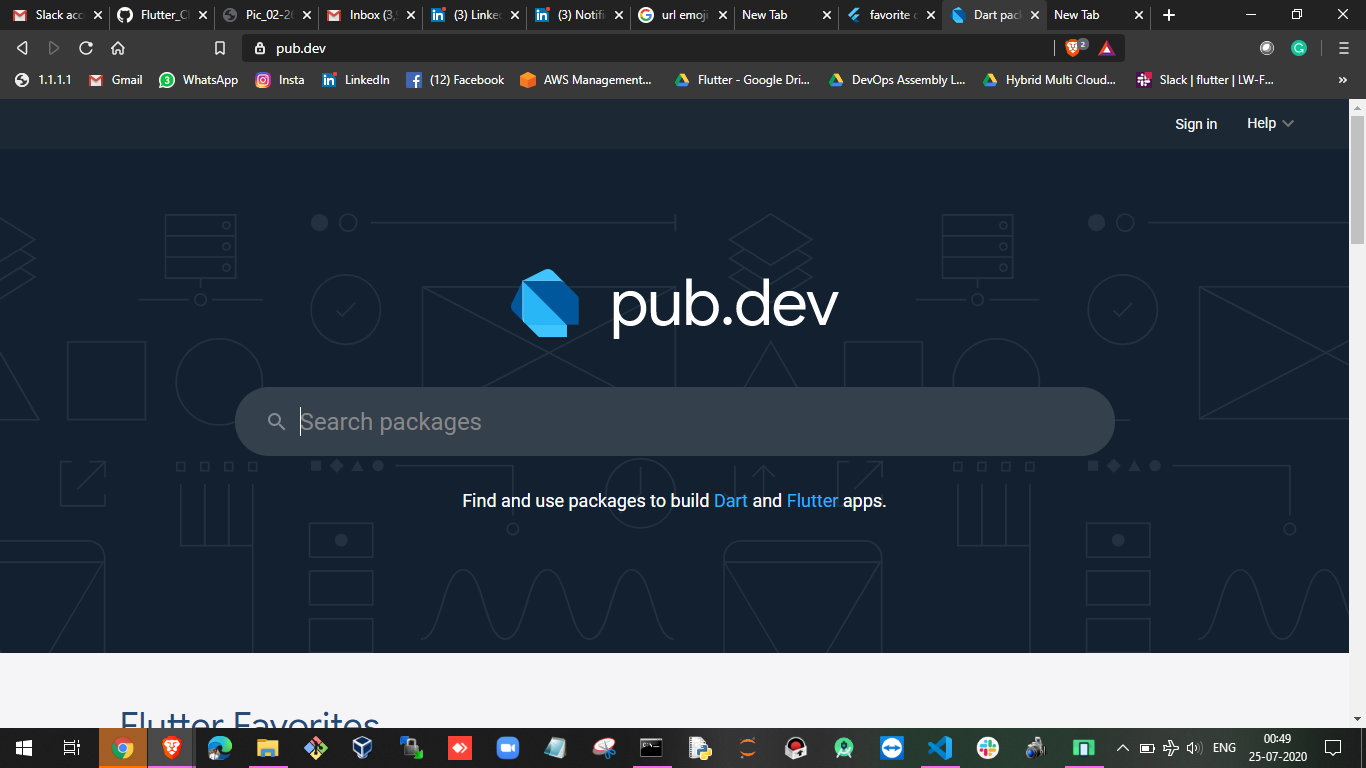 Slack acc
Flutter_Cl
Pic_02-20
Inbox (3,
(3) Linke
(3) Notifi
url emoji
New Tab
favorite
Dart pack
New Tab
pub.dev
2
1.1.1.1
Gmail
3
WhatsApp
Insta
LinkedIn
(12) Facebook
AWS Management...
Flutter - Google Dri...
DevOps Assembly L...
Hybrid Multi Cloud...
Slack | flutter | LW-F...
»
Sign in
Help
pub.dev
Search packages
Find and use packages to build Dart and Flutter apps.
Flutter Favorites
ENG
00:49
25-07-2020